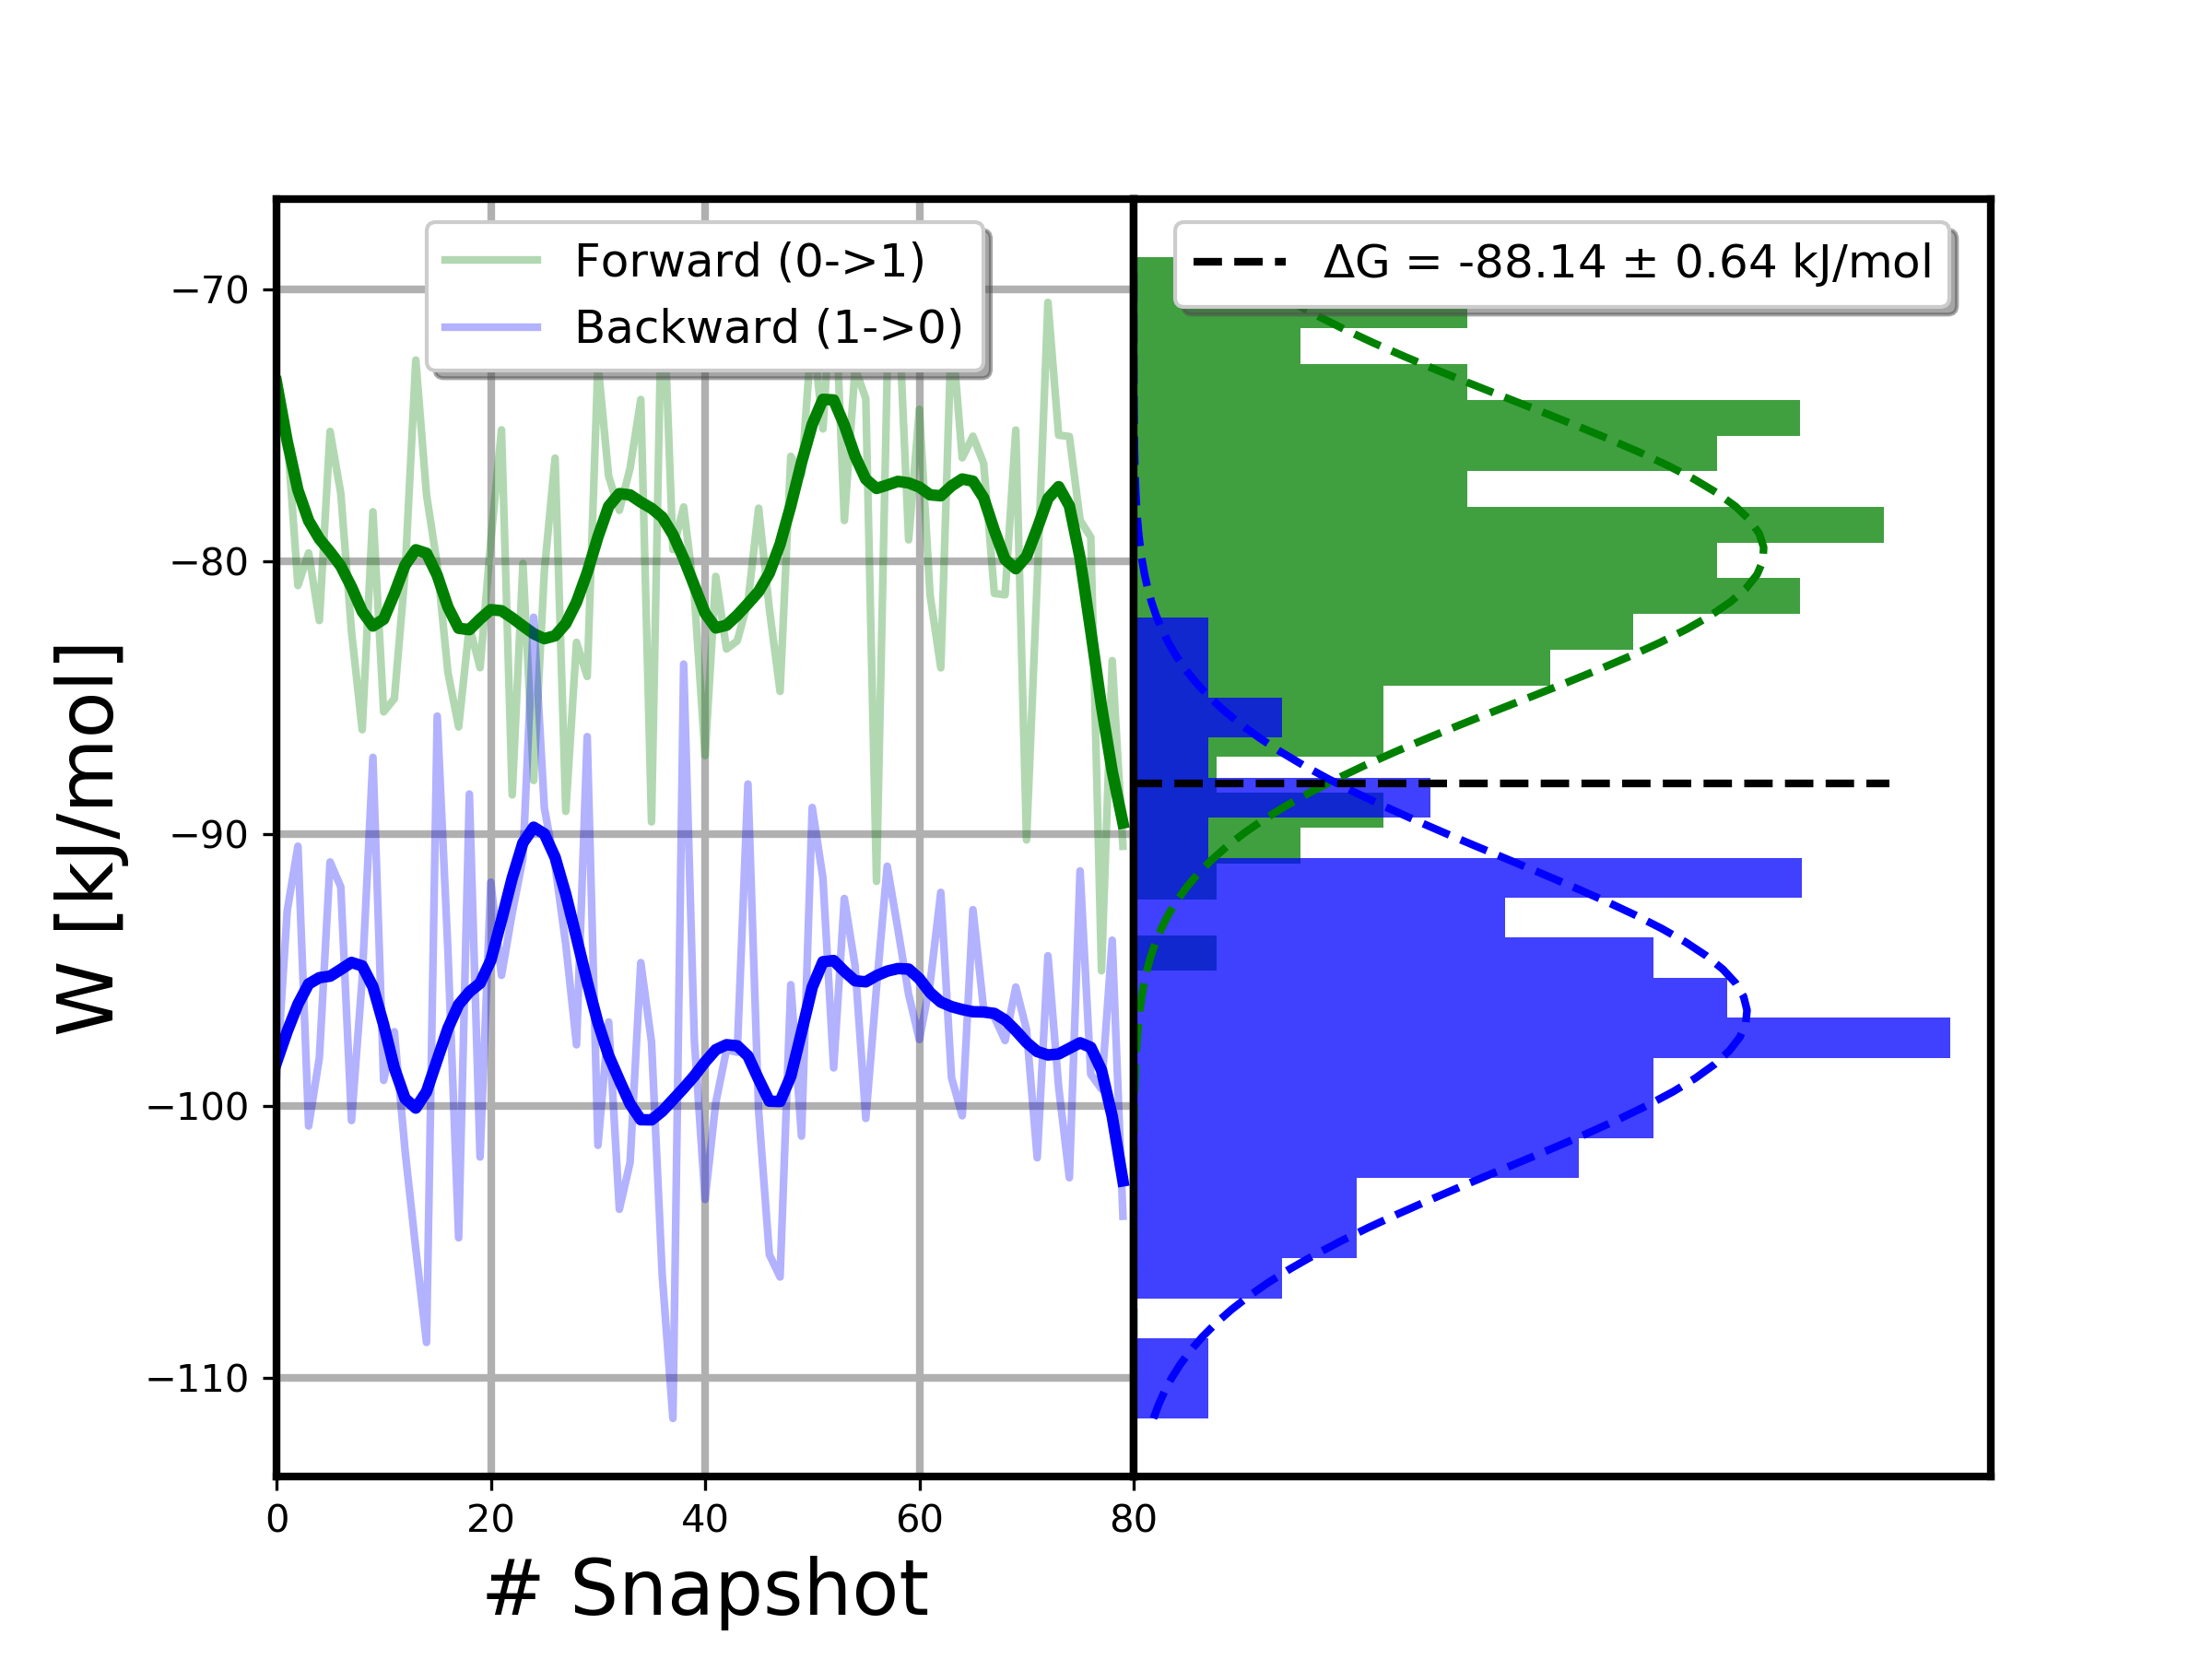 Forward (0->1)
Backward (1->0)
ΔG = -88.14 ± 0.64 kJ/mol
−70
−80
−90
−100
−110
W [kJ/mol]
0 20 40 60 80
# Snapshot